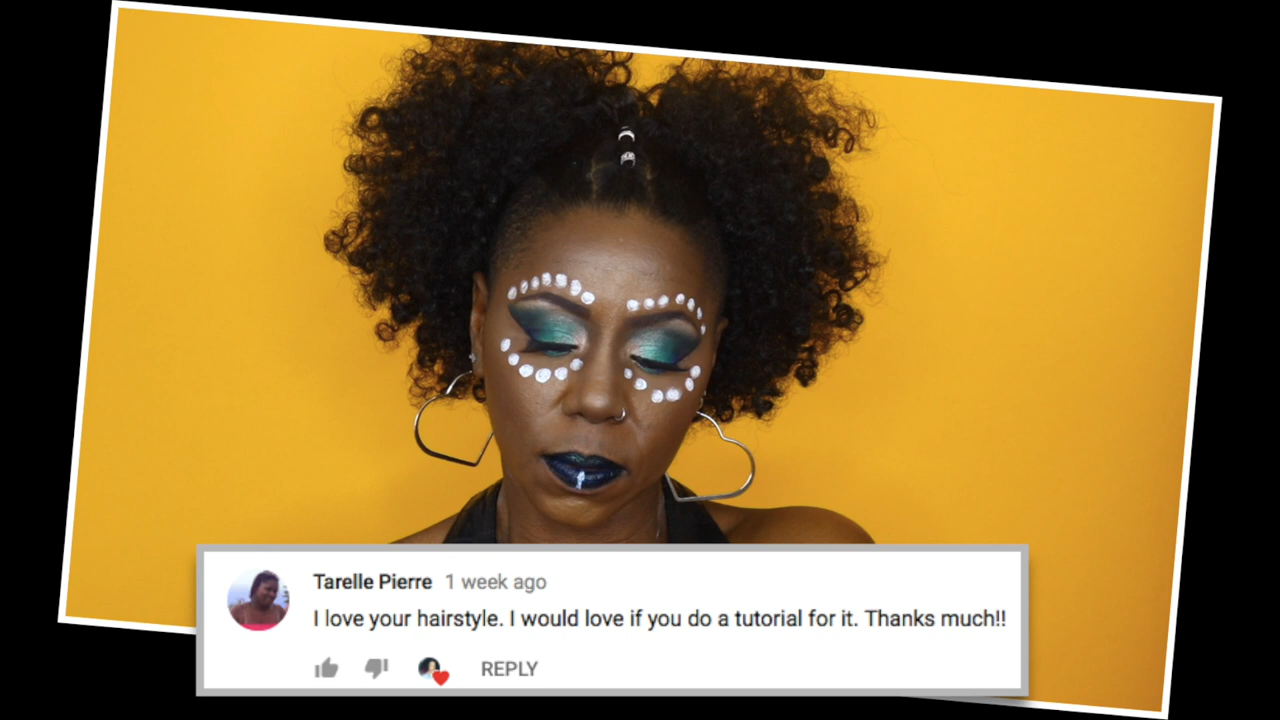 Tarelle Pierre 1 week ago
I love your hairstyle. I would love if you do a tutorial for it. Thanks much!!
REPLY